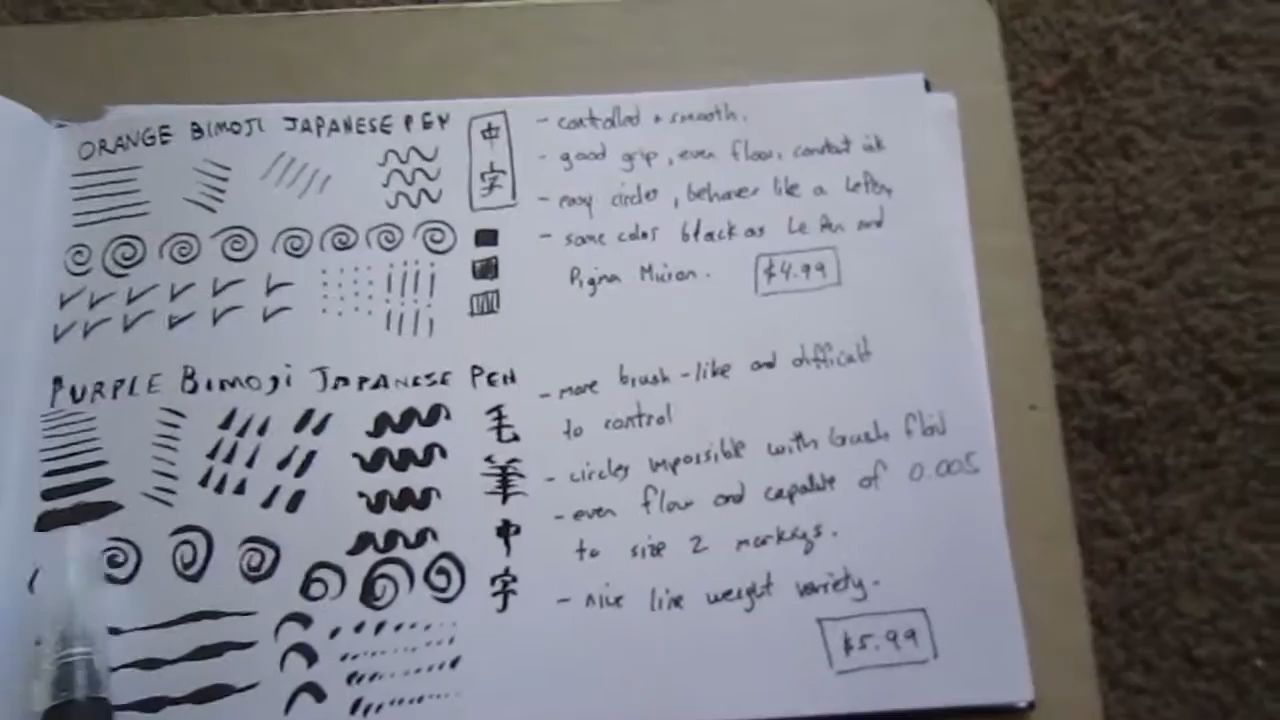 ORANGE BIMOJI JAPANESE PEN
中
字
- controlled + smooth.
- good grip, even flow, constant ink
- easy circles, behaves like a LePen,
- same color black as Le Pen and
Pigma Micron.
$4.99
PURPLE BIMOJI JAPANESE PEN
毛
筆
中
字
- more brush-like and difficult
to control
- circles impossible with brush
- even flow and capable of 0.005
to size 2 markings.
- nice line weight variety.
$5.99